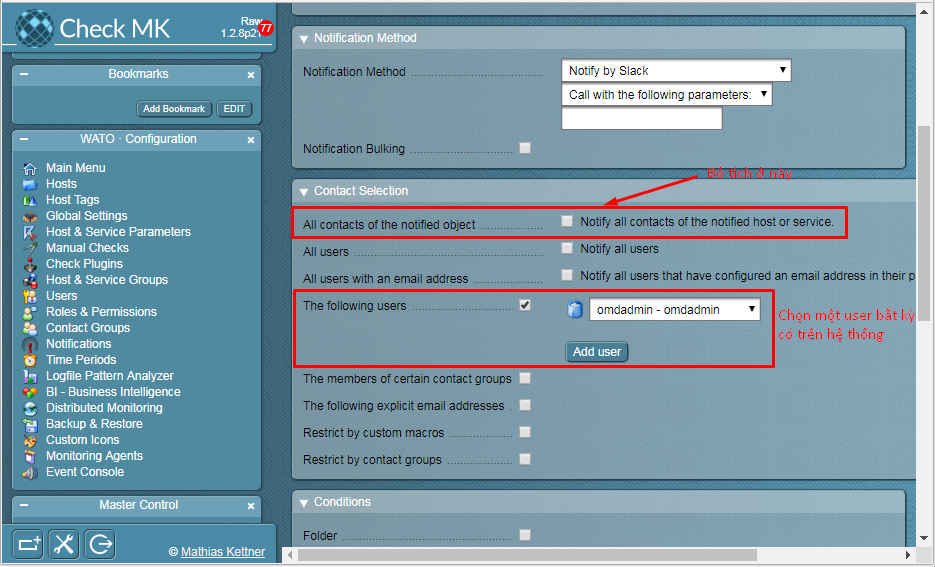 Check MK
Raw
1.2.8p21
77
Bookmarks
Add Bookmark
EDIT
WATO · Configuration
Main Menu
Hosts
Host Tags
Global Settings
Host & Service Parameters
Manual Checks
Check Plugins
Host & Service Groups
Users
Roles & Permissions
Contact Groups
Notifications
Time Periods
Logfile Pattern Analyzer
BI - Business Intelligence
Distributed Monitoring
Backup & Restore
Custom Icons
Monitoring Agents
Event Console
Master Control
© Mathias Kettner
Notification Method
Notification Method
Notify by Slack
Call with the following parameters:
Notification Bulking
Bỏ tích ở này
Contact Selection
All contacts of the notified object
Notify all contacts of the notified host or service.
All users
Notify all users
All users with an email address
Notify all users that have configured an email address in their p
The following users
omdadmin - omdadmin
Add user
Chọn một user bất kỳ
có trên hệ thống
The members of certain contact groups
The following explicit email addresses
Restrict by custom macros
Restrict by contact groups
Conditions
Folder